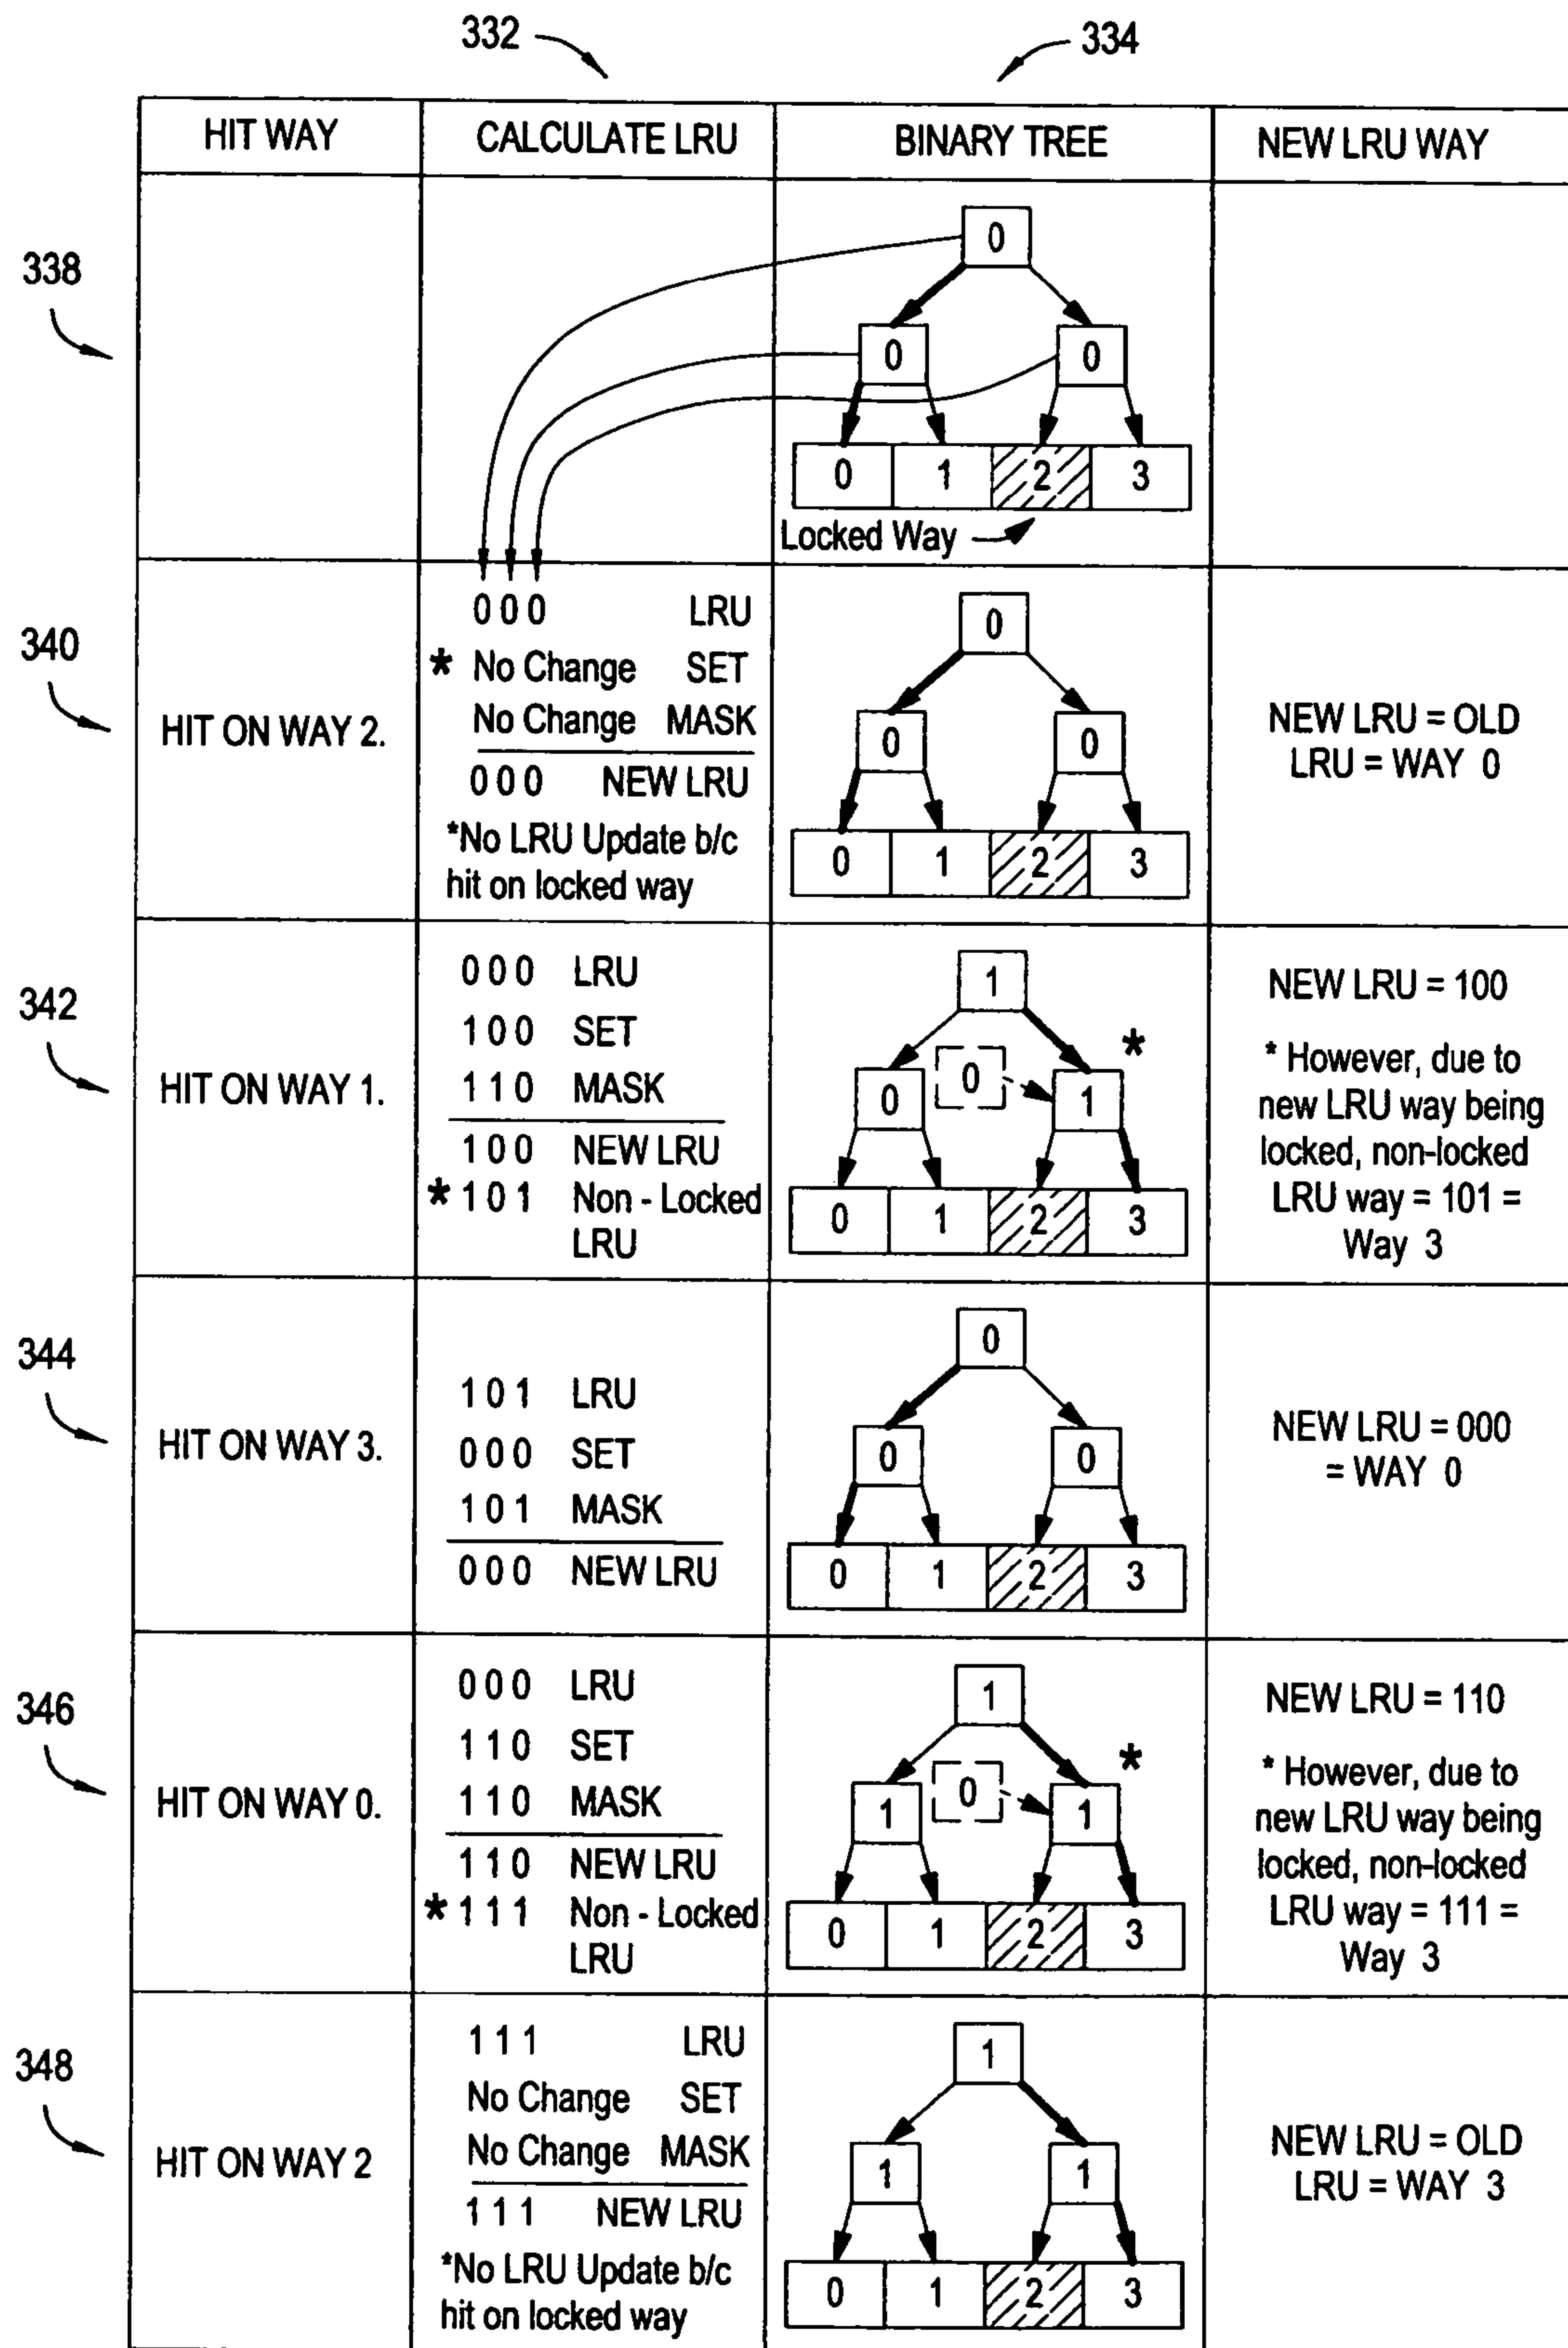 332
334
HIT WAY
CALCULATE LRU
BINARY TREE
NEW LRU WAY
338
0
0 0
0 1 2 3
Locked Way
340
HIT ON WAY 2.
0 0 0 LRU
* No Change SET
No Change MASK
0 0 0 NEW LRU
*No LRU Update b/c
hit on locked way
0
0 0
0 1 2 3
NEW LRU = OLD
LRU = WAY 0
342
HIT ON WAY 1.
0 0 0 LRU
1 0 0 SET
1 1 0 MASK
1 0 0 NEW LRU
* 1 0 1 Non - Locked
LRU
1
*
0 0 1
0 1 2 3
NEW LRU = 100
* However, due to
new LRU way being
locked, non-locked
LRU way = 101 =
Way 3
344
HIT ON WAY 3.
1 0 1 LRU
0 0 0 SET
1 0 1 MASK
0 0 0 NEW LRU
0
0 0
0 1 2 3
NEW LRU = 000
= WAY 0
346
HIT ON WAY 0.
0 0 0 LRU
1 1 0 SET
1 1 0 MASK
1 1 0 NEW LRU
* 1 1 1 Non - Locked
LRU
1
*
1 0 1
0 1 2 3
NEW LRU = 110
* However, due to
new LRU way being
locked, non-locked
LRU way = 111 =
Way 3
348
HIT ON WAY 2
1 1 1 LRU
No Change SET
No Change MASK
1 1 1 NEW LRU
*No LRU Update b/c
hit on locked way
1
1 1
0 1 2 3
NEW LRU = OLD
LRU = WAY 3